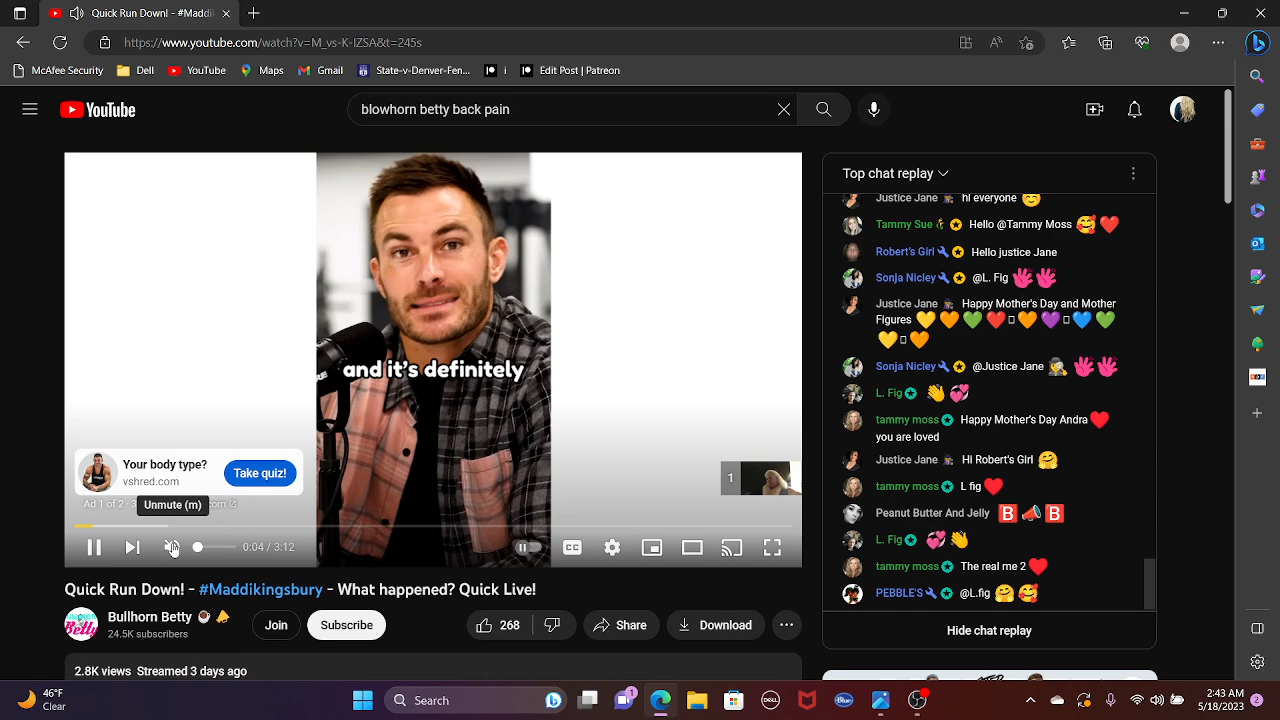 Quick Run Down! - #Maddi
https://www.youtube.com/watch?v=M_vs-K-IZSA&t=245s
McAfee Security
Dell
YouTube
Maps
Gmail
State-v-Denver-Fen...
i
Edit Post | Patreon
YouTube
blowhorn betty back pain
and it's definitely
Your body type?
vshred.com
Take quiz!
1
Ad 1 of 2
Unmute (m)
0:04 / 3:12
Quick Run Down! - #Maddikingsbury - What happened? Quick Live!
Bullhorn Betty ☕ 📣
24.5K subscribers
Join
Subscribe
268
Share
Download
2.8K views Streamed 3 days ago
Top chat replay
Justice Jane hi everyone 😊
Tammy Sue Hello @Tammy Moss 🥰❤️
Robert's Girl Hello justice Jane
Sonja Nicley @L. Fig
Justice Jane Happy Mother's Day and Mother
Figures 💛🧡💚❤️▯🧡💜▯💙💚
💛▯🧡
Sonja Nicley @Justice Jane
L. Fig 👋💞
tammy moss Happy Mother's Day Andra❤️
you are loved
Justice Jane HI Robert's Girl 🤗
tammy moss L fig❤️
Peanut Butter And Jelly 🅱️📣🅱️
L. Fig 💞👋
tammy moss The real me 2❤️
PEBBLE'S @L.fig 🤗🥰
Hide chat replay
46°F
Clear
Search
1
DELL
2:43 AM
5/18/2023
2